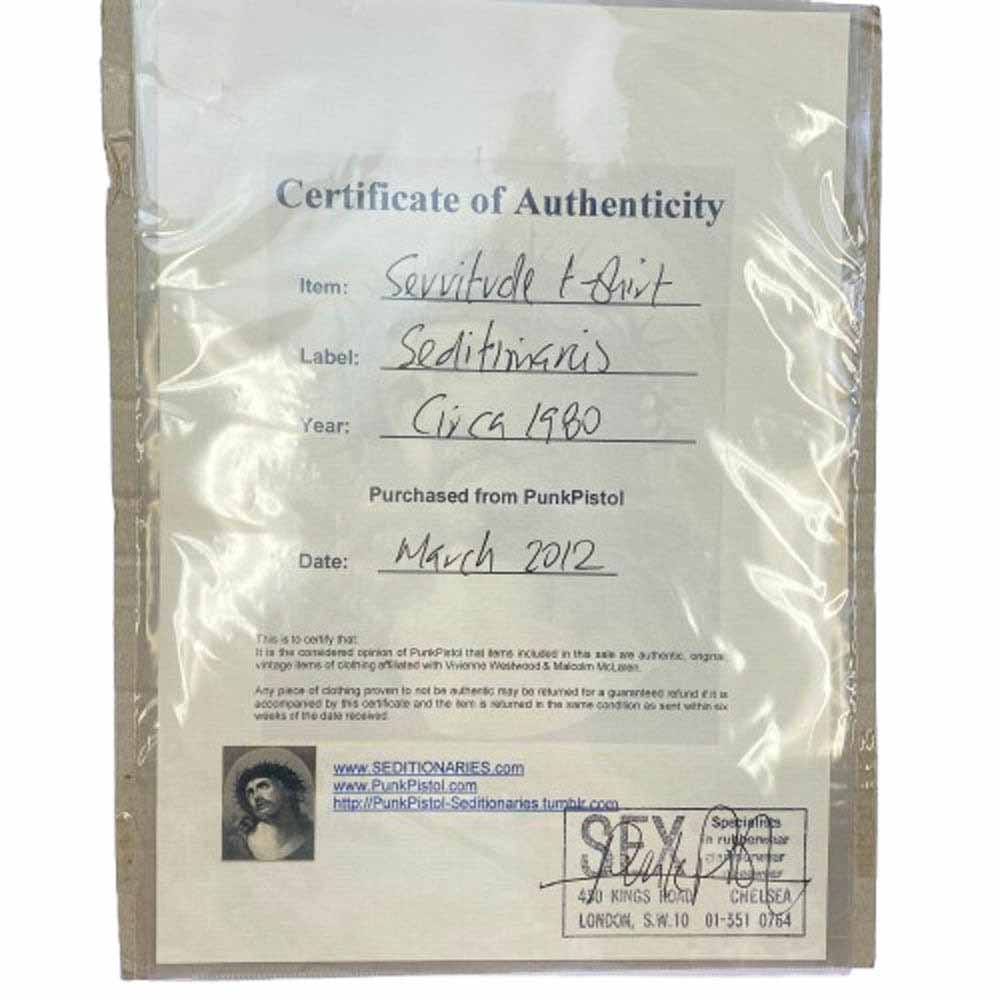 Certificate of Authenticity
Item: Servitude t-shirt
Label: Seditionaries
Year: Circa 1980
Purchased from PunkPistol
Date: March 2012
This is to certify that:
It is the considered opinion of PunkPistol that items included in this sale are authentic, original
vintage items of clothing affiliated with Vivienne Westwood & Malcolm McLaren.
Any piece of clothing proven to not be authentic may be returned for a guaranteed refund if it is
accompanied by this certificate and the item is returned in the same condition as sent within six
weeks of the date received.
www.SEDITIONARIES.com
www.PunkPistol.com
http://PunkPistol-Seditionaries.tumblr.com
SEX Specialists
in rubberwear
430 KINGS ROAD CHELSEA
LONDON, S.W.10 01-351 0764